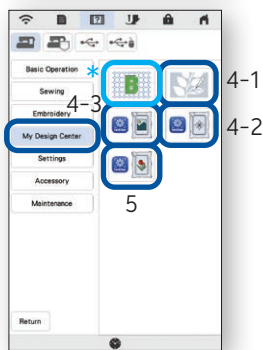 ?
Basic Operation
*
4-1
Sewing
4-3
Embroidery
B
My Design Center
4-2
Settings
Accessory
5
Maintenance
Return